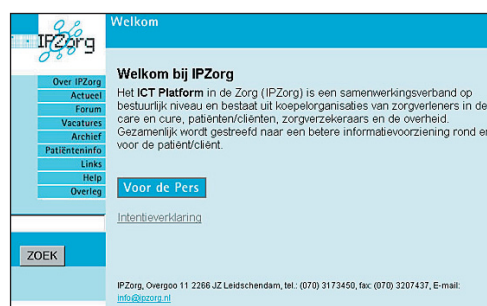 IPZorg
Welkom
Over IPZorg
Actueel
Forum
Vacatures
Archief
Patiënteninfo
Links
Help
Overleg
ZOEK
Welkom bij IPZorg
Het ICT Platform in de Zorg (IPZorg) is een samenwerkingsverband op
bestuurlijk niveau en bestaat uit koepelorganisaties van zorgverleners in de
care en cure, patiënten/cliënten, zorgverzekeraars en de overheid.
Gezamenlijk wordt gestreefd naar een betere informatievoorziening rond en
voor de patiënt/cliënt.
Voor de Pers
Intentieverklaring
IPZorg, Overgoo 11 2266 JZ Leidschendam, tel.: (070) 3173450, fax: (070) 3207437, E-mail:
info@ipzorg.nl